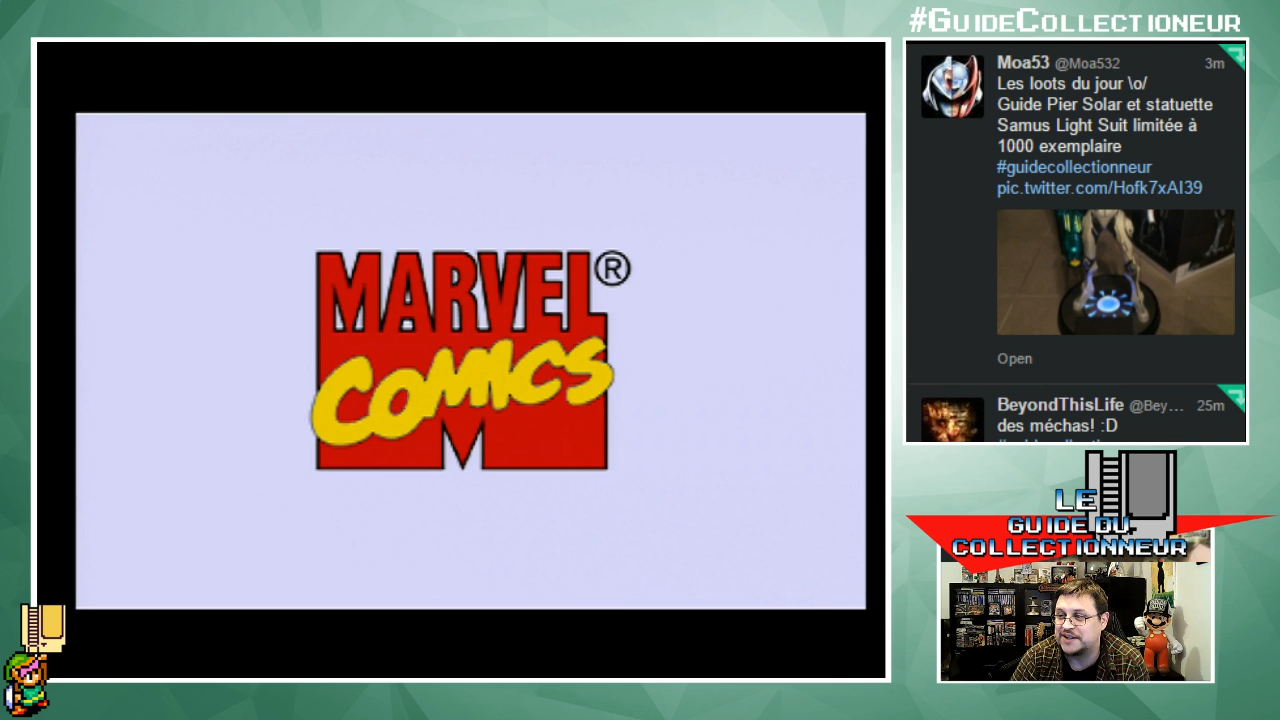 #GUIDECOLLECTIONEUR
MARVEL®
COMICS
Moa53 @Moa532 3m
Les loots du jour \o/
Guide Pier Solar et statuette
Samus Light Suit limitée à
1000 exemplaire
#guidecollectionneur
pic.twitter.com/Hofk7xAI39
Open
BeyondThisLife @Bey... 25m
des méchas! :D
LE
GUIDE DU
COLLECTIONNEUR